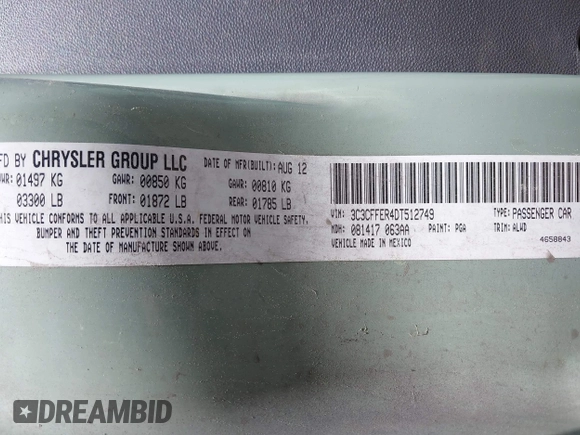 FD BY CHRYSLER GROUP LLC DATE OF MFR(BUILT): AUG 12
WR: 01497 KG GAWR: 00850 KG GAWR: 00810 KG
03300 LB FRONT: 01872 LB REAR: 01785 LB
HIS VEHICLE CONFORMS TO ALL APPLICABLE U.S.A. FEDERAL MOTOR VEHICLE SAFETY,
BUMPER AND THEFT PREVENTION STANDARDS IN EFFECT ON
THE DATE OF MANUFACTURE SHOWN ABOVE.
VIN: 3C3CFFER4DT512749 TYPE: PASSENGER CAR
MDH: 081417 063AA PAINT: PGA TRIM: ALWD
VEHICLE MADE IN MEXICO 4658843
DREAMBID